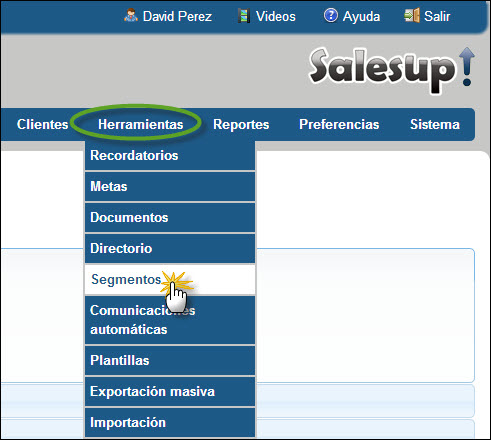 David Perez Videos Ayuda Salir
Salesup!
Clientes Herramientas Reportes Preferencias Sistema
Recordatorios
Metas
Documentos
Directorio
Segmentos
Comunicaciones
automáticas
Plantillas
Exportación masiva
Importación